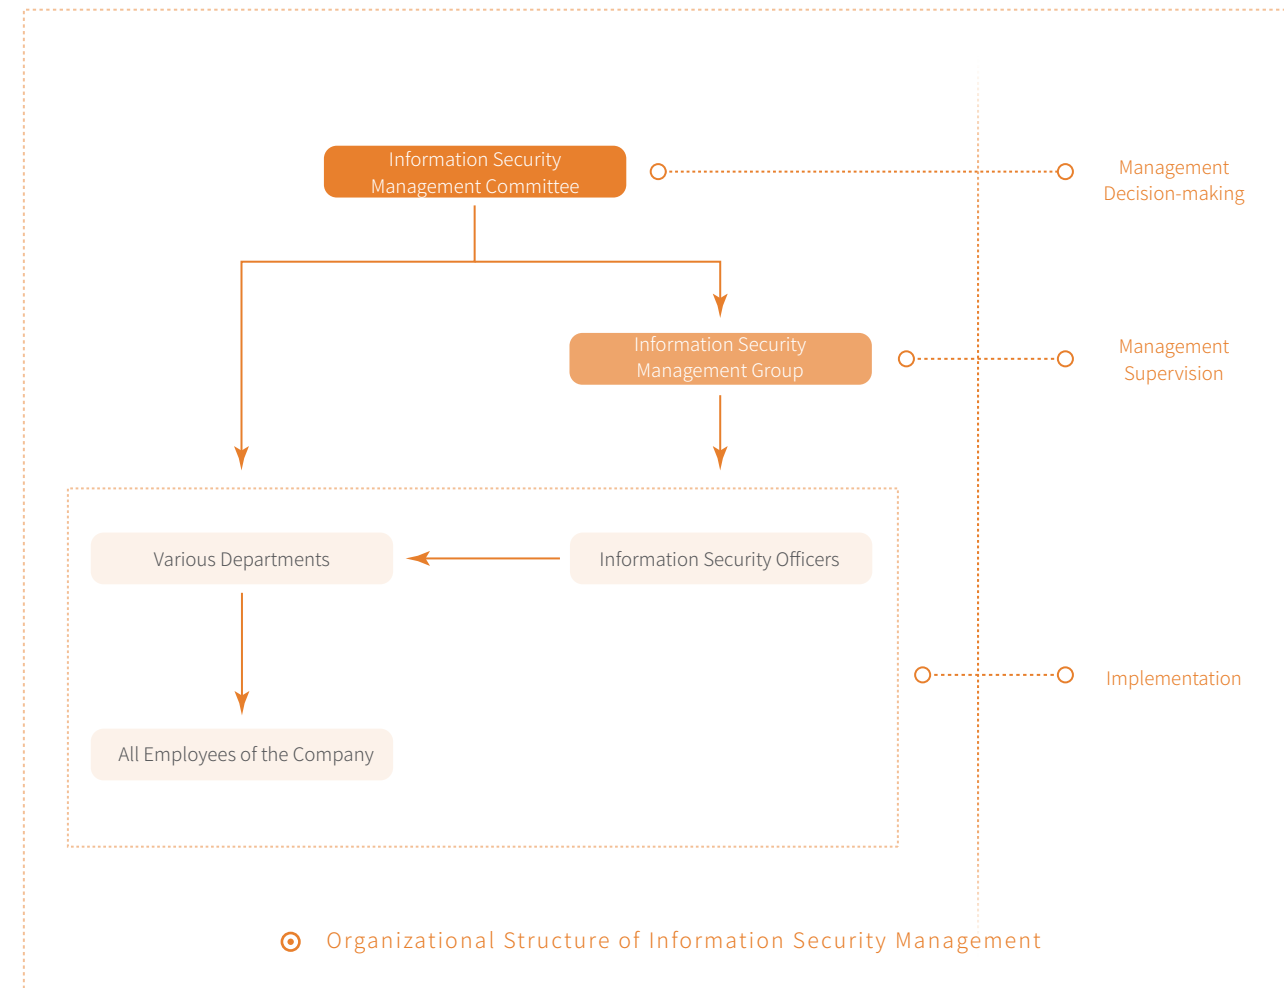 Information Security
Management Committee
Management
Decision-making
Information Security
Management Group
Management
Supervision
Various Departments
Information Security Officers
Implementation
All Employees of the Company
Organizational Structure of Information Security Management